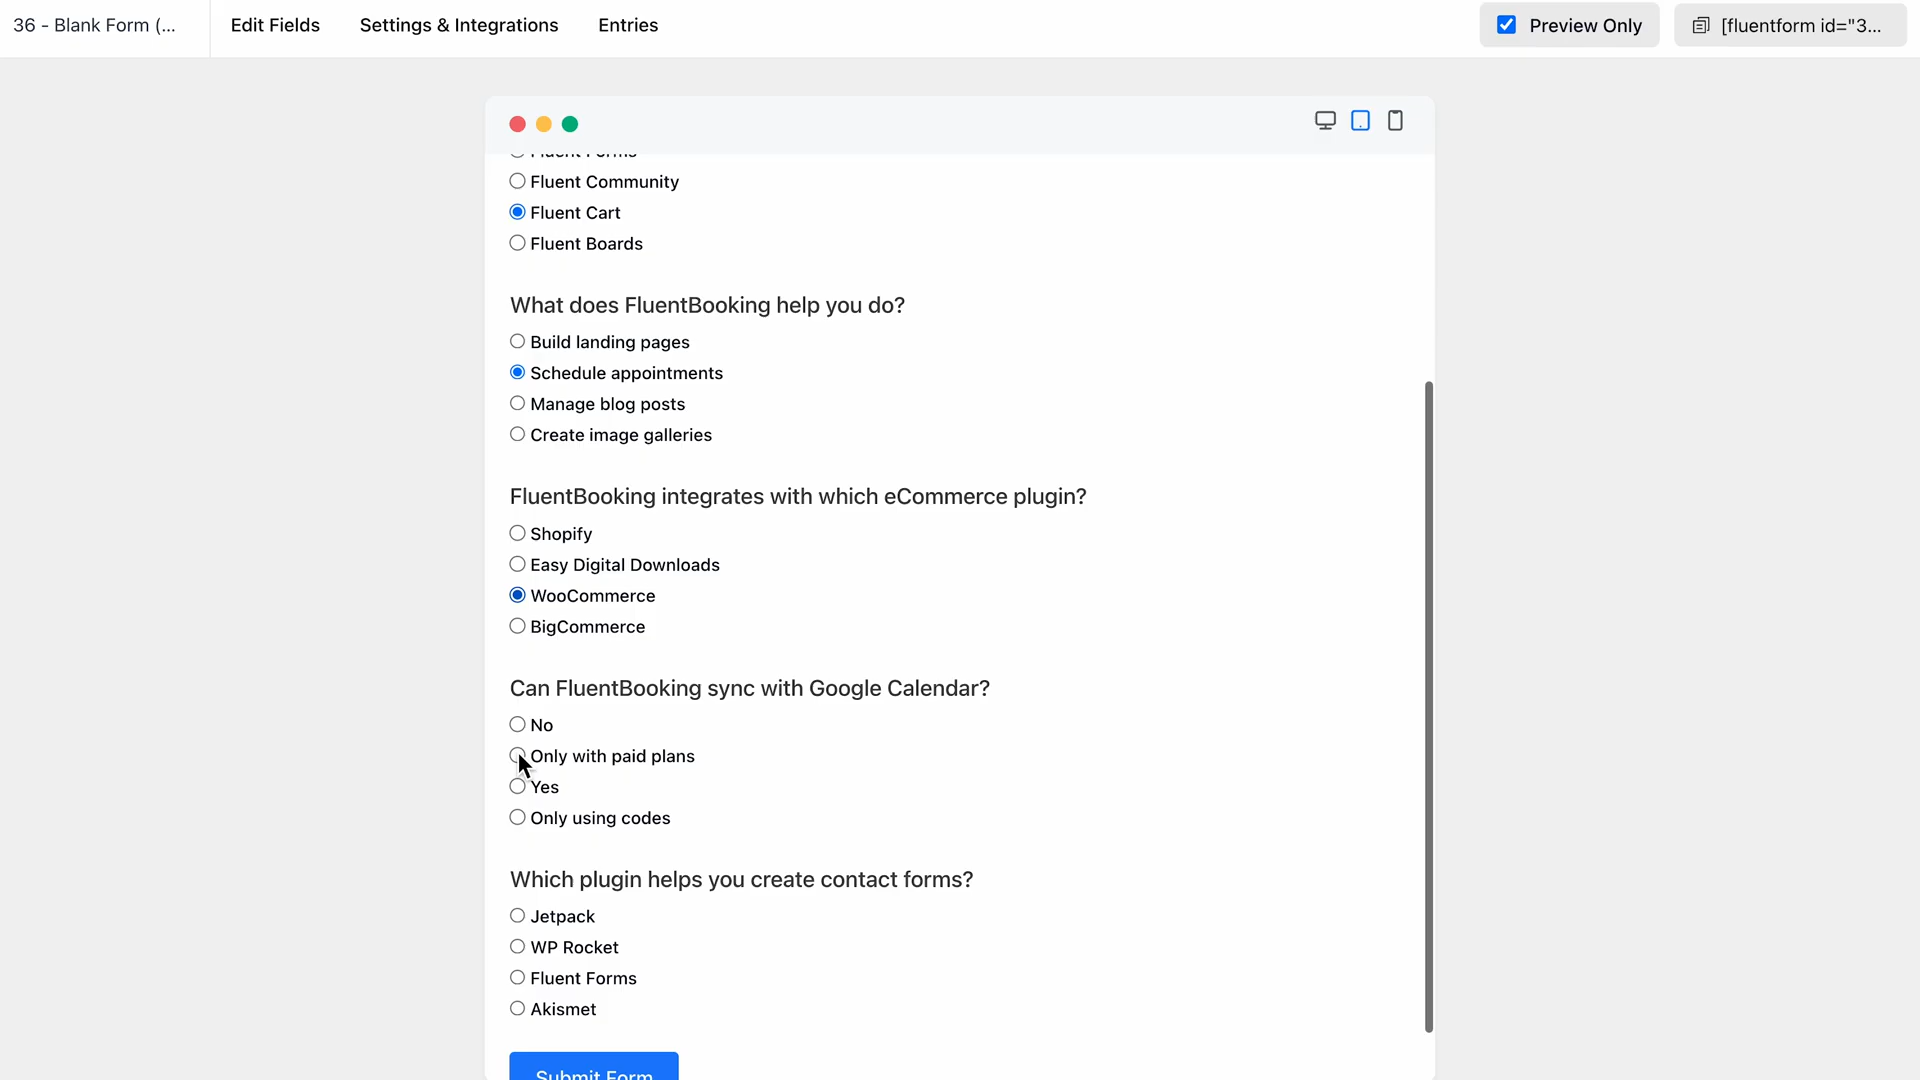 36 - Blank Form (...
Edit Fields
Settings & Integrations
Entries
Preview Only
[fluentform id="3...
Fluent Forms
Fluent Community
Fluent Cart
Fluent Boards
What does FluentBooking help you do?
Build landing pages
Schedule appointments
Manage blog posts
Create image galleries
FluentBooking integrates with which eCommerce plugin?
Shopify
Easy Digital Downloads
WooCommerce
BigCommerce
Can FluentBooking sync with Google Calendar?
No
Only with paid plans
Yes
Only using codes
Which plugin helps you create contact forms?
Jetpack
WP Rocket
Fluent Forms
Akismet
Submit Form